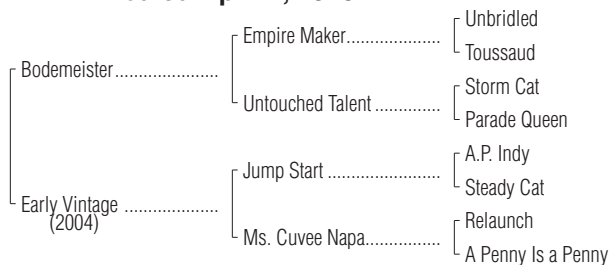 Unbridled
Empire Maker....................
Toussaud
Bodemeister......................
Storm Cat
Untouched Talent ..............
Parade Queen
A.P. Indy
Jump Start ........................
Steady Cat
Early Vintage ....................
(2004)
Relaunch
Ms. Cuvee Napa................
A Penny Is a Penny